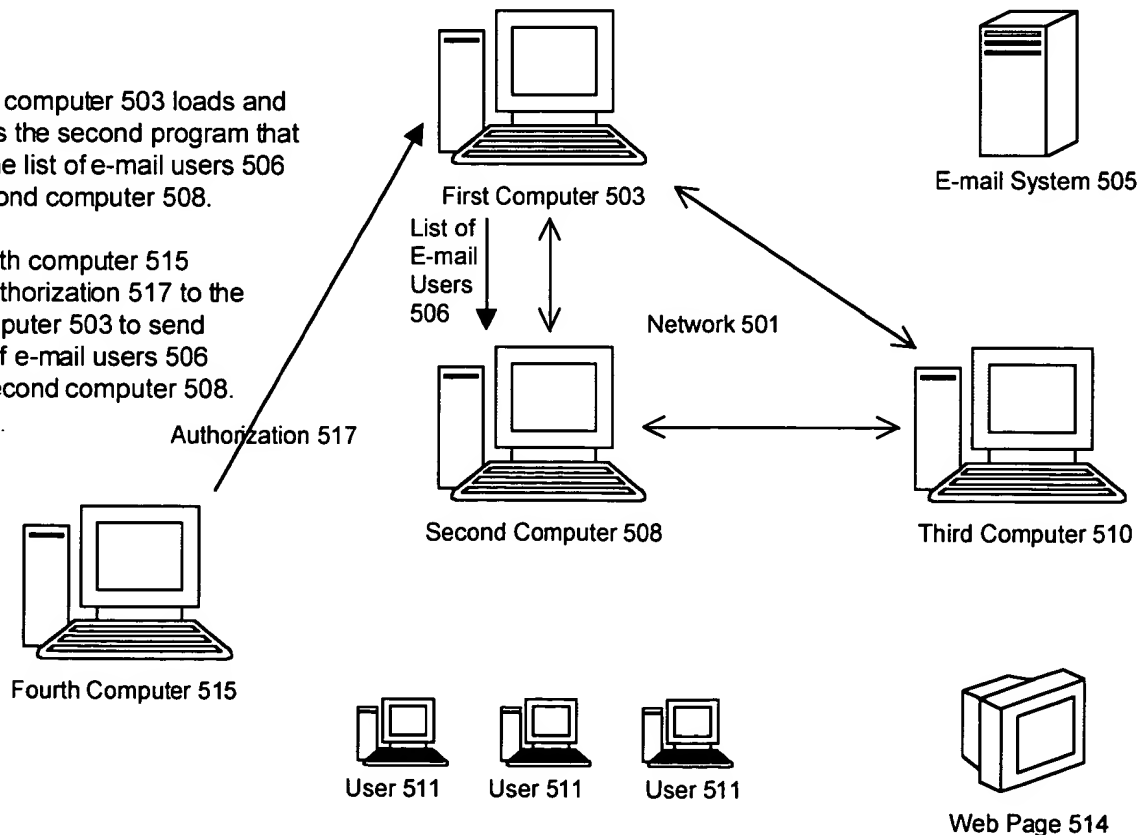 computer 503 loads and
s the second program that
he list of e-mail users 506
ond computer 508.
th computer 515
uthorization 517 to the
puter 503 to send
f e-mail users 506
econd computer 508.
First Computer 503
E-mail System 505
List of
E-mail
Users
506
Network 501
Authorization 517
Second Computer 508
Third Computer 510
Fourth Computer 515
User 511
User 511
User 511
Web Page 514